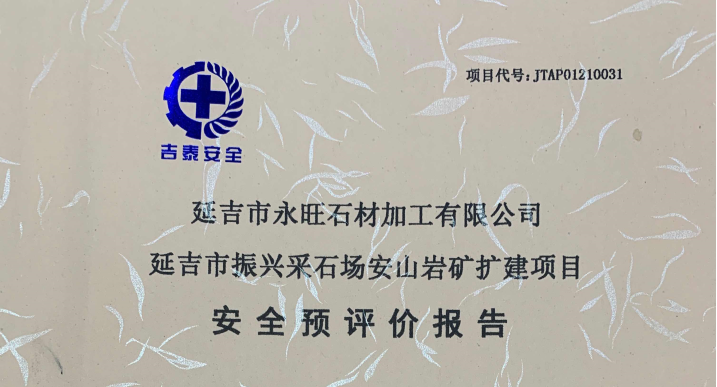 项目代号：JTAP01210031
吉泰安全
延吉市永旺石材加工有限公司
延吉市振兴采石场安山岩矿扩建项目
安全预评价报告